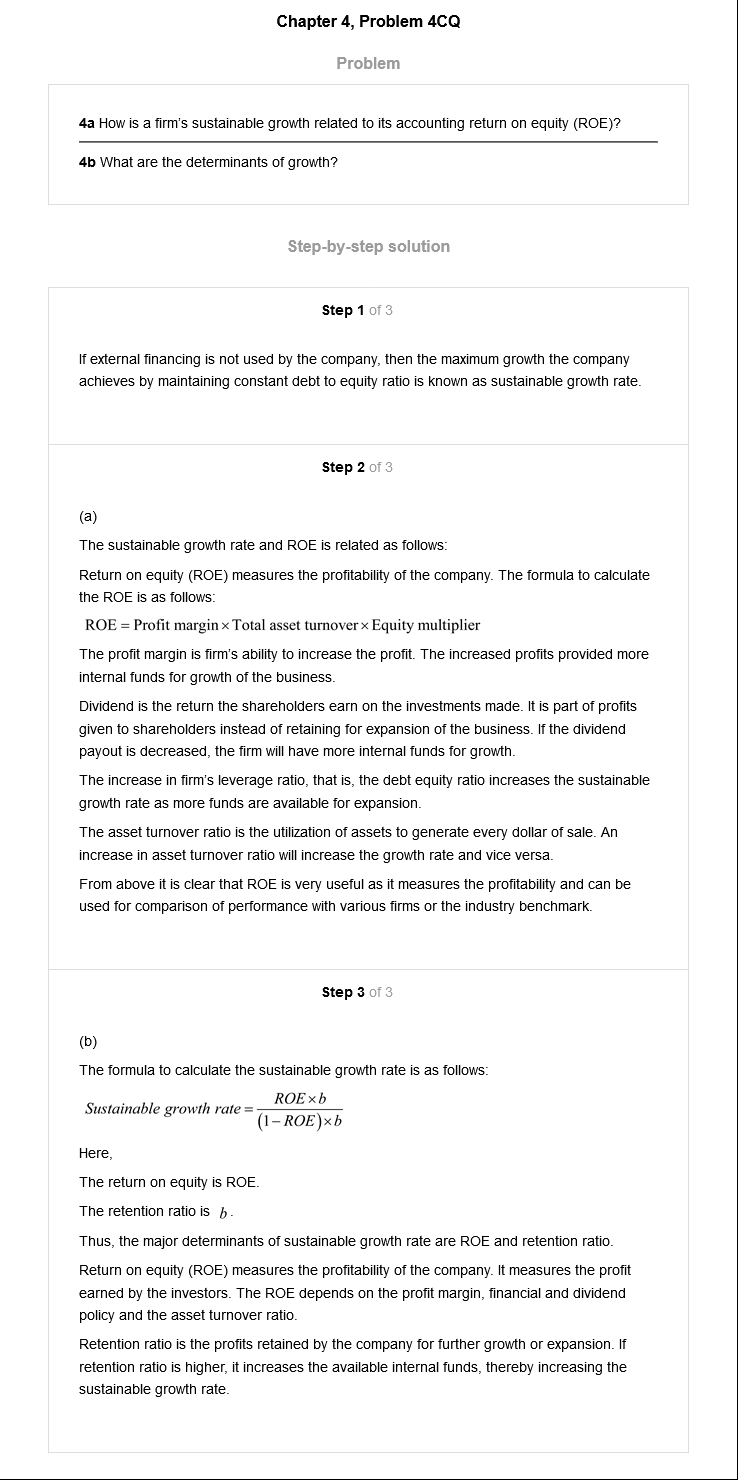 Chapter 4, Problem 4CQ
Problem
4a How is a firm's sustainable growth related to its accounting return on equity (ROE)?
4b What are the determinants of growth?
Step-by-step solution
Step 1 of 3
If external financing is not used by the company, then the maximum growth the company
achieves by maintaining constant debt to equity ratio is known as sustainable growth rate.
Step 2 of 3
(a)
The sustainable growth rate and ROE is related as follows:
Return on equity (ROE) measures the profitability of the company. The formula to calculate
the ROE is as follows:
ROE = Profit margin × Total asset turnover × Equity multiplier
The profit margin is firm's ability to increase the profit. The increased profits provided more
internal funds for growth of the business.
Dividend is the return the shareholders earn on the investments made. It is part of profits
given to shareholders instead of retaining for expansion of the business. If the dividend
payout is decreased, the firm will have more internal funds for growth.
The increase in firm's leverage ratio, that is, the debt equity ratio increases the sustainable
growth rate as more funds are available for expansion.
The asset turnover ratio is the utilization of assets to generate every dollar of sale. An
increase in asset turnover ratio will increase the growth rate and vice versa.
From above it is clear that ROE is very useful as it measures the profitability and can be
used for comparison of performance with various firms or the industry benchmark.
Step 3 of 3
(b)
The formula to calculate the sustainable growth rate is as follows:
Sustainable growth rate = ROE × b / (1 − ROE) × b
Here,
The return on equity is ROE.
The retention ratio is b.
Thus, the major determinants of sustainable growth rate are ROE and retention ratio.
Return on equity (ROE) measures the profitability of the company. It measures the profit
earned by the investors. The ROE depends on the profit margin, financial and dividend
policy and the asset turnover ratio.
Retention ratio is the profits retained by the company for further growth or expansion. If
retention ratio is higher, it increases the available internal funds, thereby increasing the
sustainable growth rate.